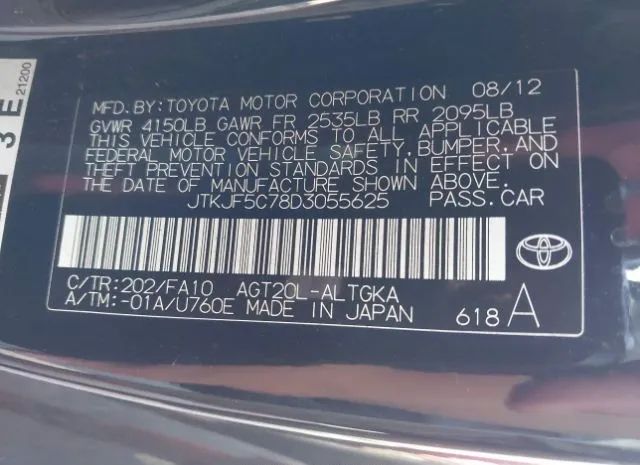 MFD. BY: TOYOTA MOTOR CORPORATION 08/12
GVWR 4150LB GAWR FR 2535LB RR 2095LB
THIS VEHICLE CONFORMS TO ALL APPLICABLE
FEDERAL MOTOR VEHICLE SAFETY, BUMPER, AND
THEFT PREVENTION STANDARDS IN EFFECT ON
THE DATE OF MANUFACTURE SHOWN ABOVE.
JTKJF5C78D3055625 PASS. CAR
C/TR: 202/FA10 AGT20L-ALTGKA
A/TM: -01A/U760E MADE IN JAPAN 618 A
21200
3 E